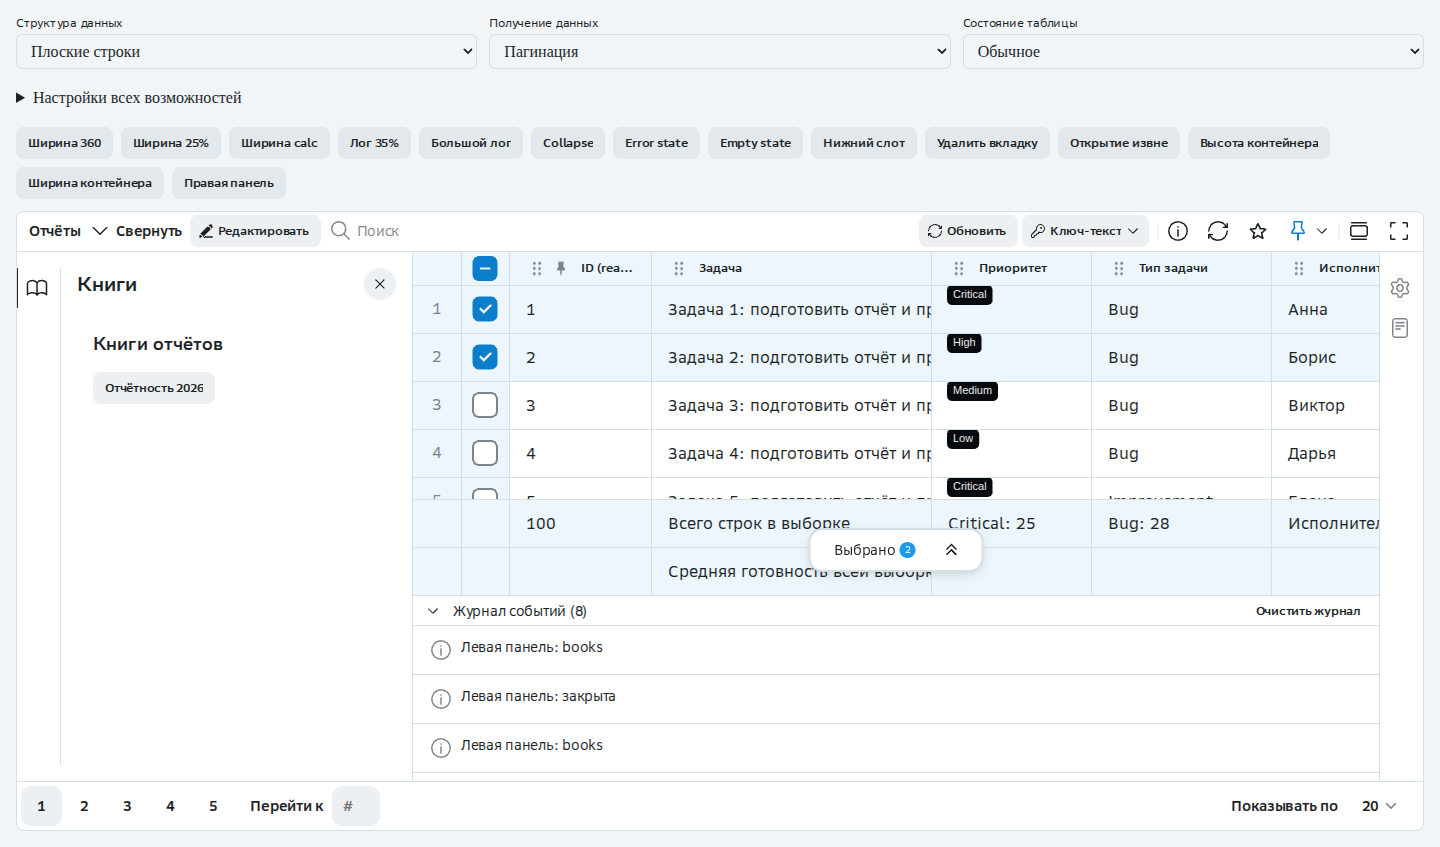 Структура данных
Получение данных
Состояние таблицы
Плоские строки
Пагинация
Обычное
Настройки всех возможностей
Ширина 360
Ширина 25%
Ширина calc
Лог 35%
Большой лог
Collapse
Error state
Empty state
Нижний слот
Удалить вкладку
Открытие извне
Высота контейнера
Ширина контейнера
Правая панель
Отчёты
Свернуть
Редактировать
Поиск
Обновить
Ключ-текст
Книги
Книги отчётов
Отчётность 2026
ID (rea...
Задача
Приоритет
Тип задачи
Исполнит
1
1
Задача 1: подготовить отчёт и пр
Critical
Bug
Анна
2
2
Задача 2: подготовить отчёт и пр
High
Bug
Борис
3
3
Задача 3: подготовить отчёт и пр
Medium
Bug
Виктор
4
4
Задача 4: подготовить отчёт и пр
Low
Bug
Дарья
Critical
100
Всего строк в выборке
Critical: 25
Bug: 28
Исполнител
Выбрано 2
Средняя готовность всей выборк
Журнал событий (8)
Очистить журнал
Левая панель: books
Левая панель: закрыта
Левая панель: books
1
2
3
4
5
Перейти к
#
Показывать по
20